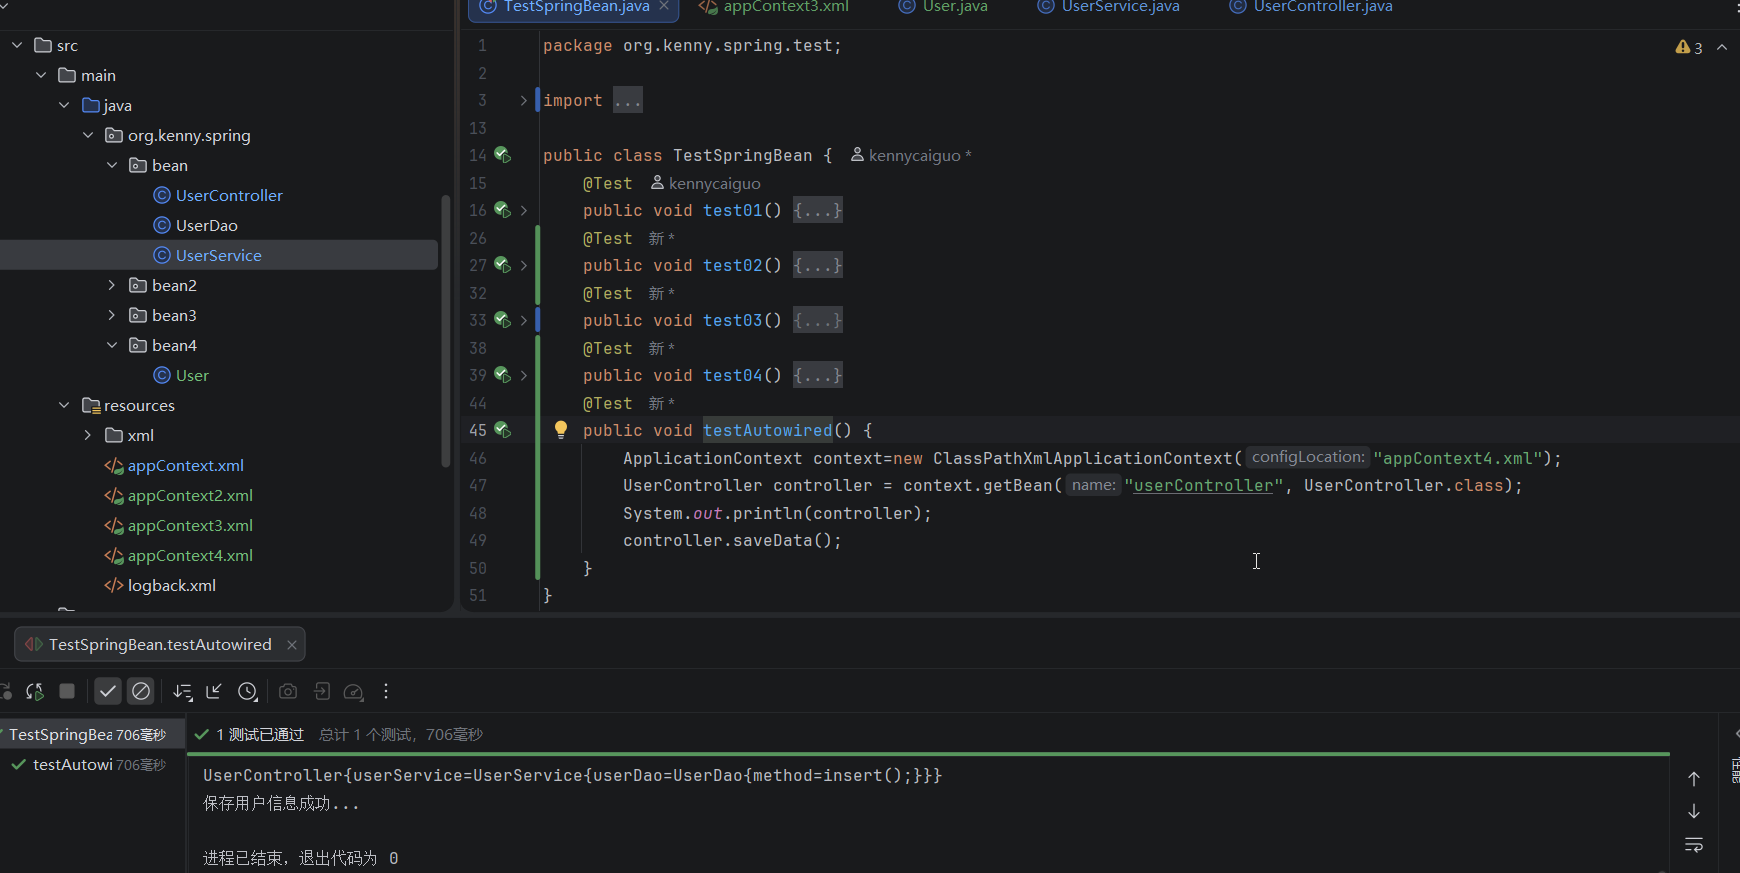 TestSpringBean.java
appContext3.xml
User.java
UserService.java
UserController.java
src
main
java
org.kenny.spring
bean
UserController
UserDao
UserService
bean2
bean3
bean4
User
resources
xml
appContext.xml
appContext2.xml
appContext3.xml
appContext4.xml
logback.xml
3
1 package org.kenny.spring.test;
2
3 import ...
13
14 public class TestSpringBean { kennycaiguo *
15 @Test kennycaiguo
16 public void test01() {...}
26 @Test 新 *
27 public void test02() {...}
32 @Test 新 *
33 public void test03() {...}
38 @Test 新 *
39 public void test04() {...}
44 @Test 新 *
45 public void testAutowired() {
46 ApplicationContext context=new ClassPathXmlApplicationContext( configLocation: "appContext4.xml");
47 UserController controller = context.getBean( name: "userController", UserController.class);
48 System.out.println(controller);
49 controller.saveData();
50 }
51 }
TestSpringBean.testAutowired
TestSpringBea 706毫秒
testAutowi 706毫秒
1 测试已通过 总计 1 个测试, 706毫秒
UserController{userService=UserService{userDao=UserDao{method=insert();}}}
保存用户信息成功...
进程已结束，退出代码为 0